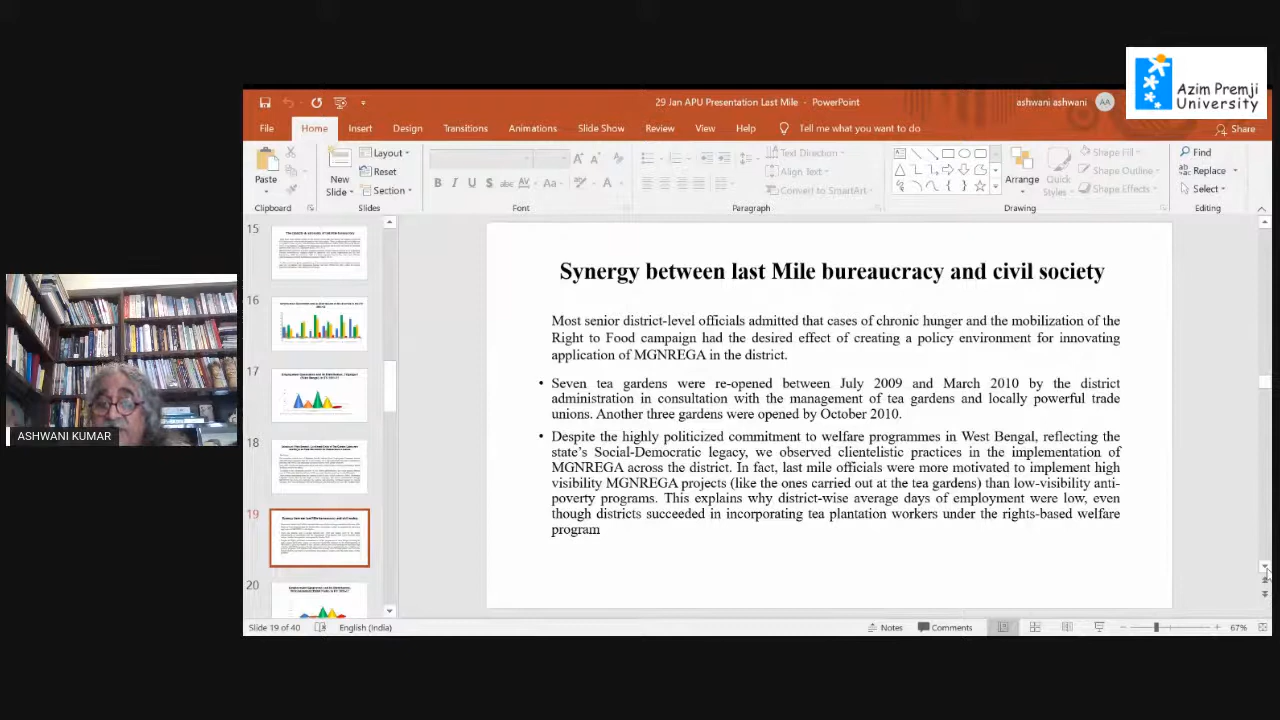 Azim Premji
University
29 Jan APU Presentation Last Mile - PowerPoint
ashwani ashwani
AA
File Home Insert Design Transitions Animations Slide Show Review View Help Tell me what you want to do
Share
Paste
New
Slide
Layout
Reset
Section
Text Direction
Align Text
Convert to SmartArt
Arrange
Quick
Styles
Shape Fill
Shape Outline
Shape Effects
Find
Replace
Select
Clipboard Slides Font Paragraph Drawing Editing
15
16
17
18
19
20
Synergy between last Mile bureaucracy and civil society
Most senior district-level officials admitted that cases of chronic hunger and the mobilization of the
Right to Food campaign had the desired effect of creating a policy environment for innovating
application of MGNREGA in the district.
• Seven tea gardens were re-opened between July 2009 and March 2010 by the district
administration in consultation with the management of tea gardens and locally powerful trade
unions. Another three gardens were opened by October 2010.
• Despite the highly politicized commitment to welfare programmes in West Bengal, reflecting the
state's Social-Democratic legacy, we observe clientelistic practices in the implementation of
MGNREGA where the district and sub-district officials were more motivated to implement high
visibility MGNREGA projects (like the ones carried out at the tea gardens) than low-visibility anti-
poverty programs. This explains why district-wise average days of employment were low, even
though districts succeeded in protecting tea plantation workers under the rights-based welfare
program
ASHWANI KUMAR
Slide 19 of 40 English (India) Notes Comments 67%